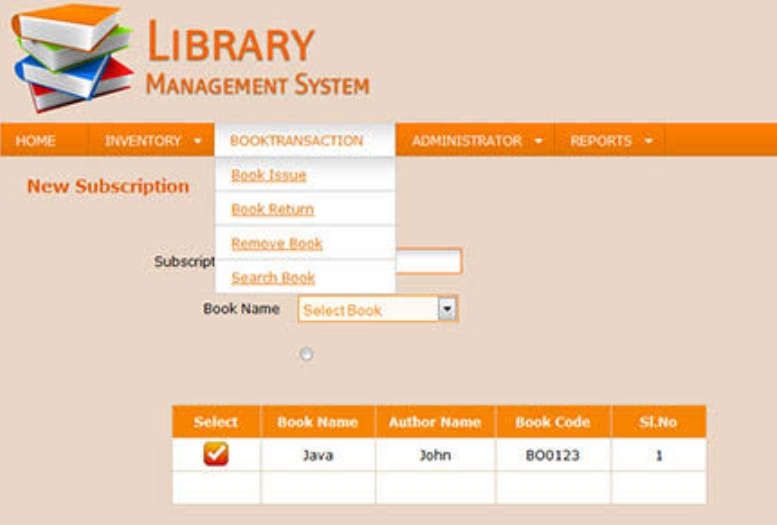 LIBRARY
MANAGEMENT SYSTEM
HOME INVENTORY BOOKTRANSACTION ADMINISTRATOR REPORTS
New Subscription
Book Issue
Book Return
Remove Book
Subscript
Search Book
Book Name Select Book
Select Book Name Author Name Book Code Sl.No
Java John BO0123 1